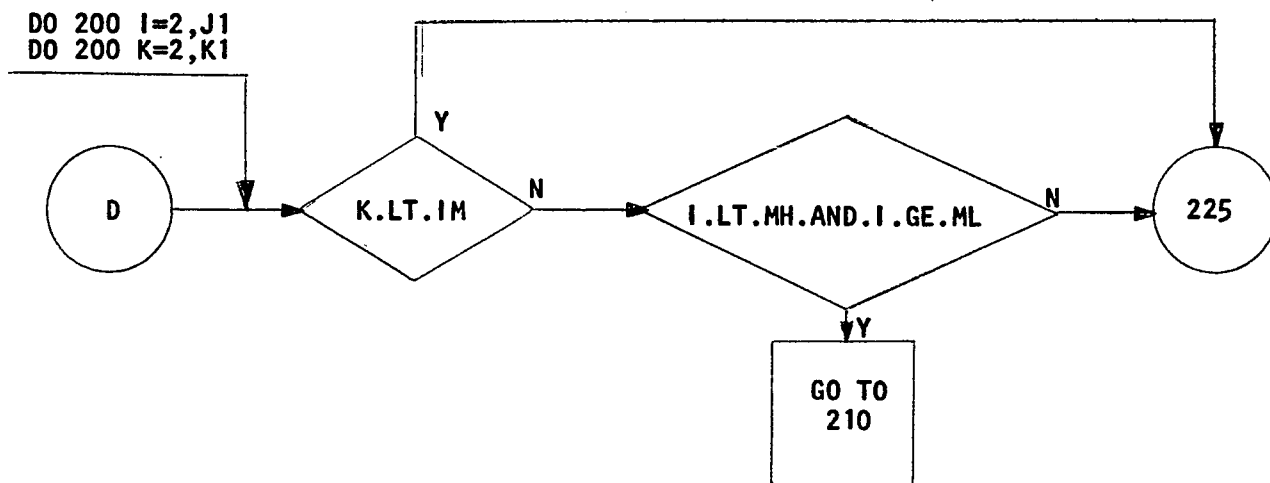 DO 200 I=2,J1
DO 200 K=2,K1
Y
D
K.LT.IM
N
I.LT.MH.AND.I.GE.ML
N
225
Y
GO TO
210